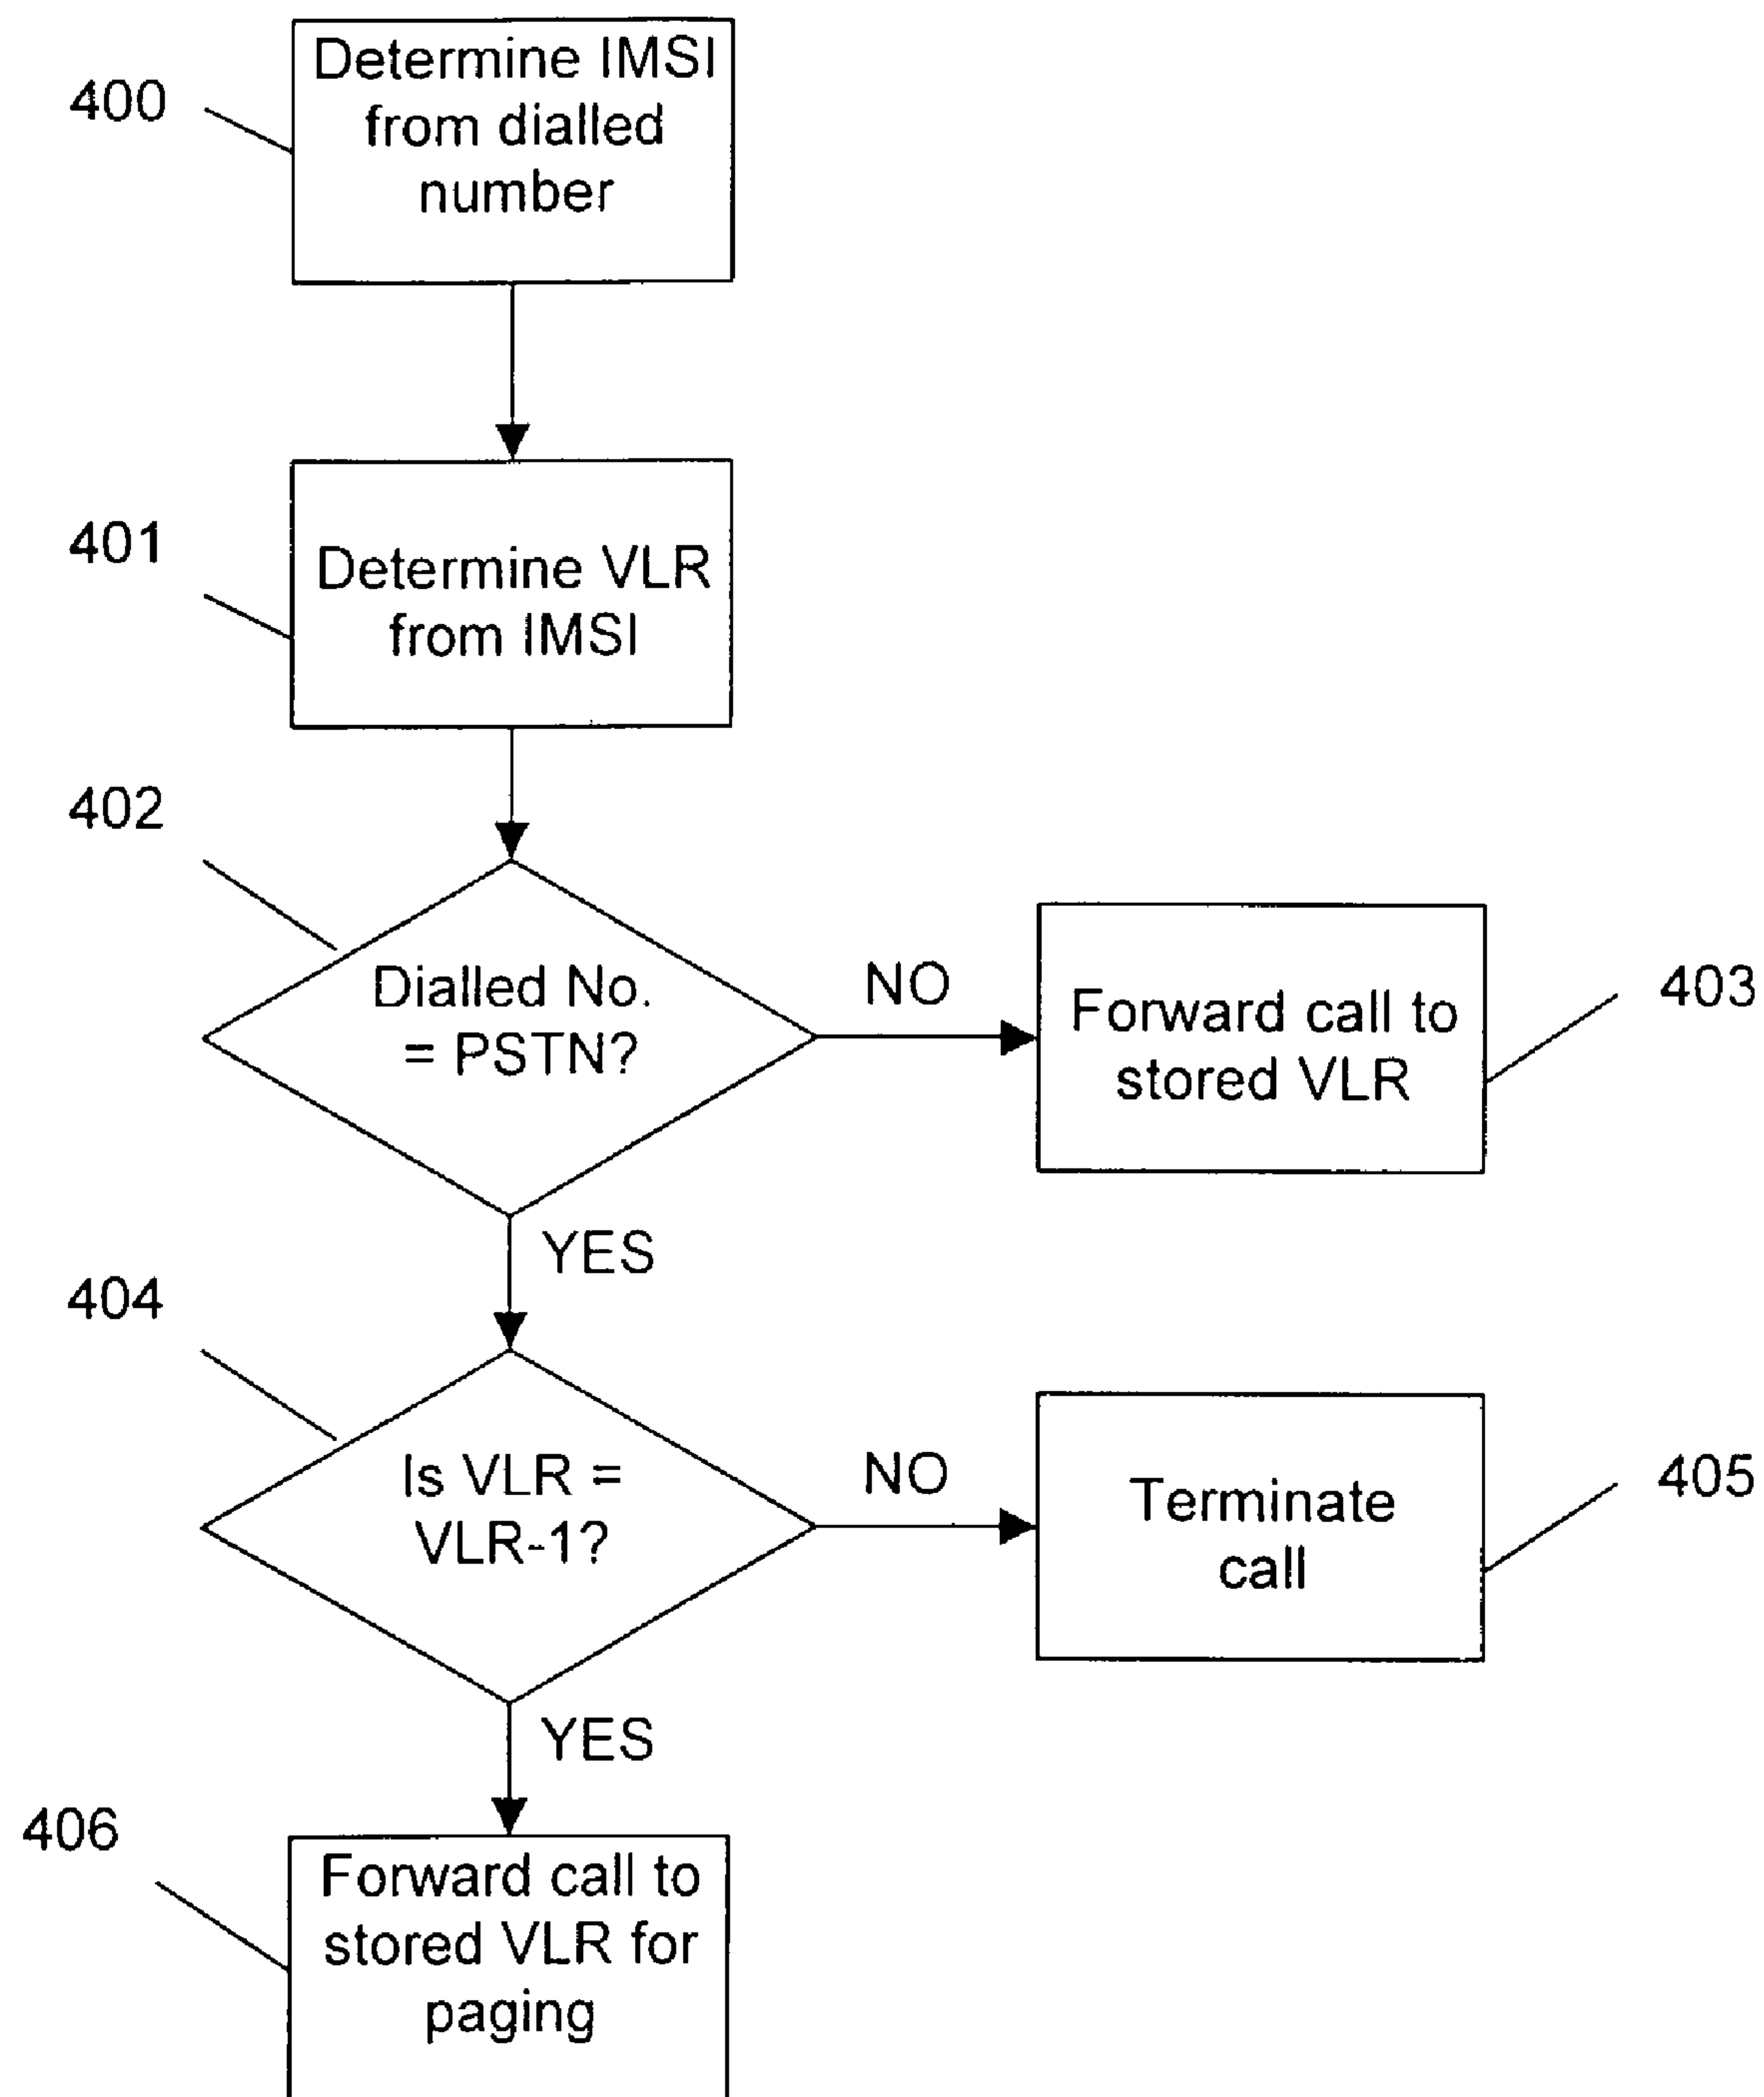 400
Determine IMSI
from dialled
number
401
Determine VLR
from IMSI
402
Dialled No.
= PSTN?
NO
Forward call to
stored VLR
403
YES
404
Is VLR =
VLR-1?
NO
Terminate
call
405
YES
406
Forward call to
stored VLR for
paging